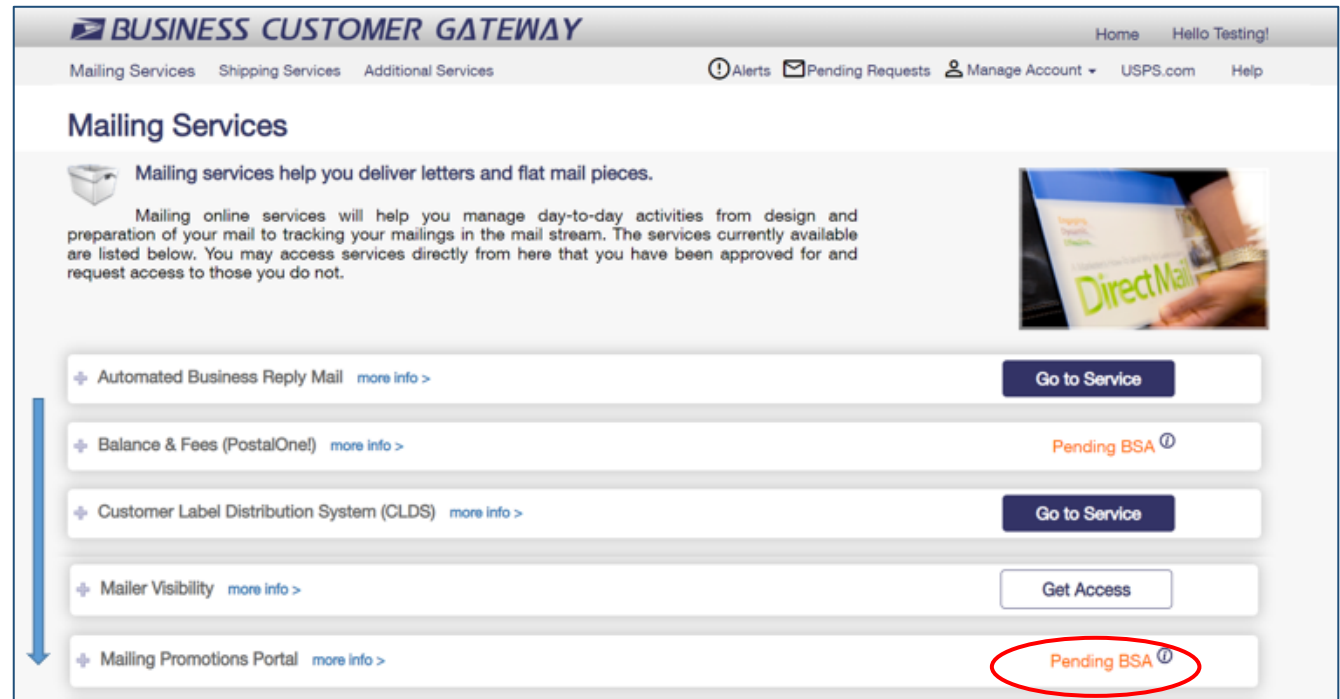 BUSINESS CUSTOMER GATEWAY
Home Hello Testing!
Mailing Services Shipping Services Additional Services Alerts Pending Requests Manage Account USPS.com Help
Mailing Services
Mailing services help you deliver letters and flat mail pieces.
Mailing online services will help you manage day-to-day activities from design and
preparation of your mail to tracking your mailings in the mail stream. The services currently available
are listed below. You may access services directly from here that you have been approved for and
request access to those you do not.
DirectMail
Automated Business Reply Mail more info > Go to Service
Balance & Fees (PostalOne!) more info > Pending BSA i
Customer Label Distribution System (CLDS) more info > Go to Service
Mailer Visibility more info > Get Access
Mailing Promotions Portal more info > Pending BSA i